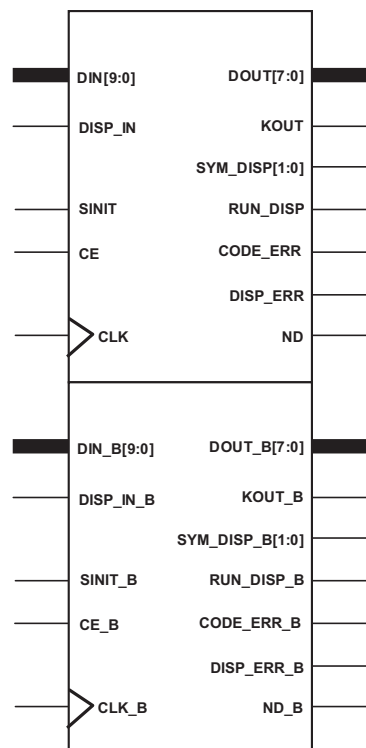 DIN[9:0] DOUT[7:0]
DISP_IN KOUT
SYM_DISP[1:0]
SINIT RUN_DISP
CE CODE_ERR
DISP_ERR
CLK ND
DIN_B[9:0] DOUT_B[7:0]
DISP_IN_B KOUT_B
SYM_DISP_B[1:0]
SINIT_B RUN_DISP_B
CE_B CODE_ERR_B
DISP_ERR_B
CLK_B ND_B